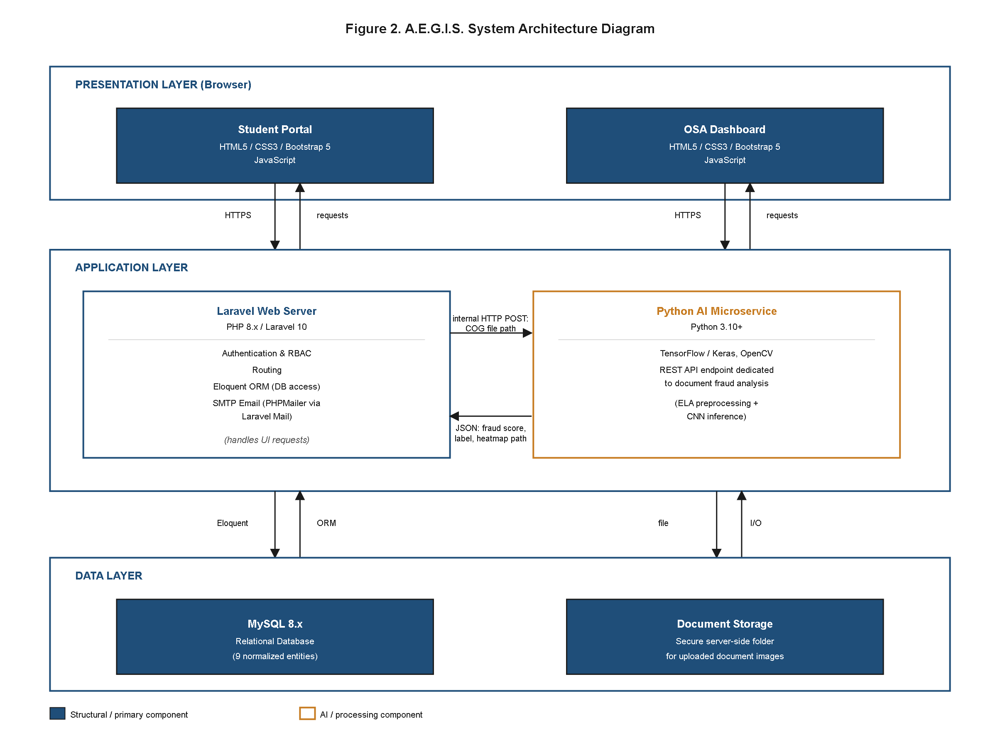 Figure 2. A.E.G.I.S. System Architecture Diagram
PRESENTATION LAYER (Browser)
Student Portal
HTML5 / CSS3 / Bootstrap 5
JavaScript
OSA Dashboard
HTML5 / CSS3 / Bootstrap 5
JavaScript
HTTPS
requests
HTTPS
requests
APPLICATION LAYER
Laravel Web Server
PHP 8.x / Laravel 10
Authentication & RBAC
Routing
Eloquent ORM (DB access)
SMTP Email (PHPMailer via
Laravel Mail)
(handles UI requests)
internal HTTP POST:
COG file path
JSON: fraud score,
label, heatmap path
Python AI Microservice
Python 3.10+
TensorFlow / Keras, OpenCV
REST API endpoint dedicated
to document fraud analysis
(ELA preprocessing +
CNN inference)
Eloquent
ORM
file
I/O
DATA LAYER
MySQL 8.x
Relational Database
(9 normalized entities)
Document Storage
Secure server-side folder
for uploaded document images
Structural / primary component
AI / processing component